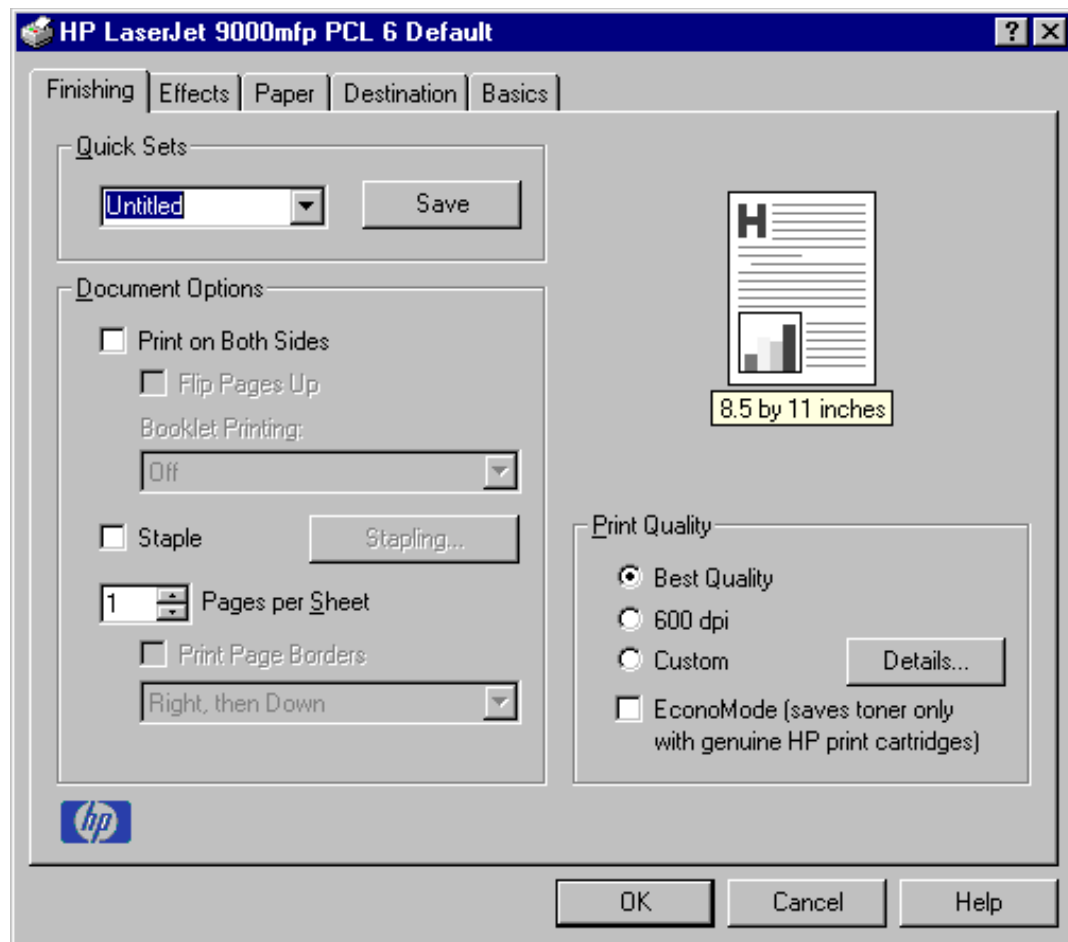 HP LaserJet 9000mfp PCL 6 Default
Finishing Effects Paper Destination Basics
Quick Sets
Untitled Save
H
8.5 by 11 inches
Document Options
Print on Both Sides
Flip Pages Up
Booklet Printing:
Off
Staple Stapling...
1 Pages per Sheet
Print Page Borders
Right, then Down
Print Quality
Best Quality
600 dpi
Custom Details...
EconoMode (saves toner only
with genuine HP print cartridges)
hp
OK Cancel Help